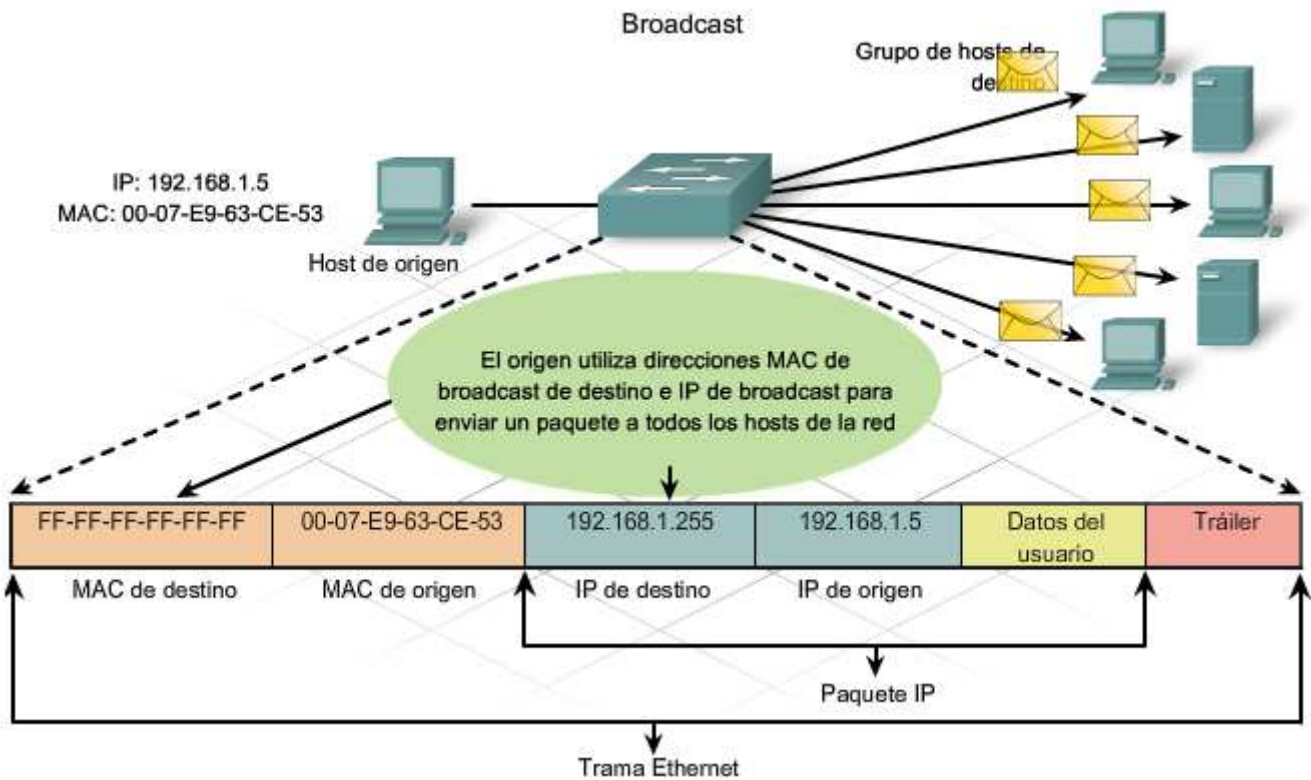 Broadcast
Grupo de hosts de
destino
IP: 192.168.1.5
MAC: 00-07-E9-63-CE-53
Host de origen
El origen utiliza direcciones MAC de
broadcast de destino e IP de broadcast para
enviar un paquete a todos los hosts de la red
FF-FF-FF-FF-FF-FF
00-07-E9-63-CE-53
192.168.1.255
192.168.1.5
Datos del
usuario
Tráiler
MAC de destino
MAC de origen
IP de destino
IP de origen
Paquete IP
Trama Ethernet